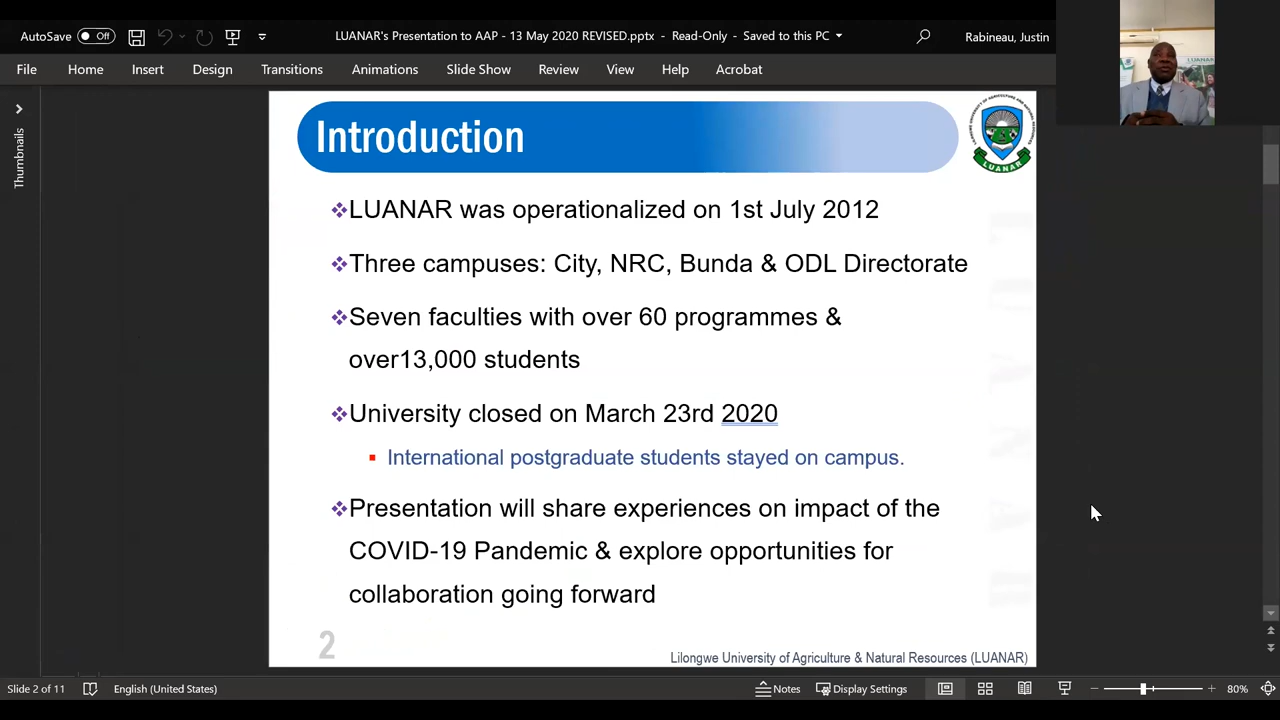 AutoSave Off LUANAR's Presentation to AAP - 13 May 2020 REVISED.pptx - Read-Only - Saved to this PC Rabineau, Justin
File Home Insert Design Transitions Animations Slide Show Review View Help Acrobat
Thumbnails
Introduction
LUANAR
LUANAR was operationalized on 1st July 2012
Three campuses: City, NRC, Bunda & ODL Directorate
Seven faculties with over 60 programmes &
over13,000 students
University closed on March 23rd 2020
International postgraduate students stayed on campus.
Presentation will share experiences on impact of the
COVID-19 Pandemic & explore opportunities for
collaboration going forward
2
Lilongwe University of Agriculture & Natural Resources (LUANAR)
Slide 2 of 11 English (United States) Notes Display Settings 80%